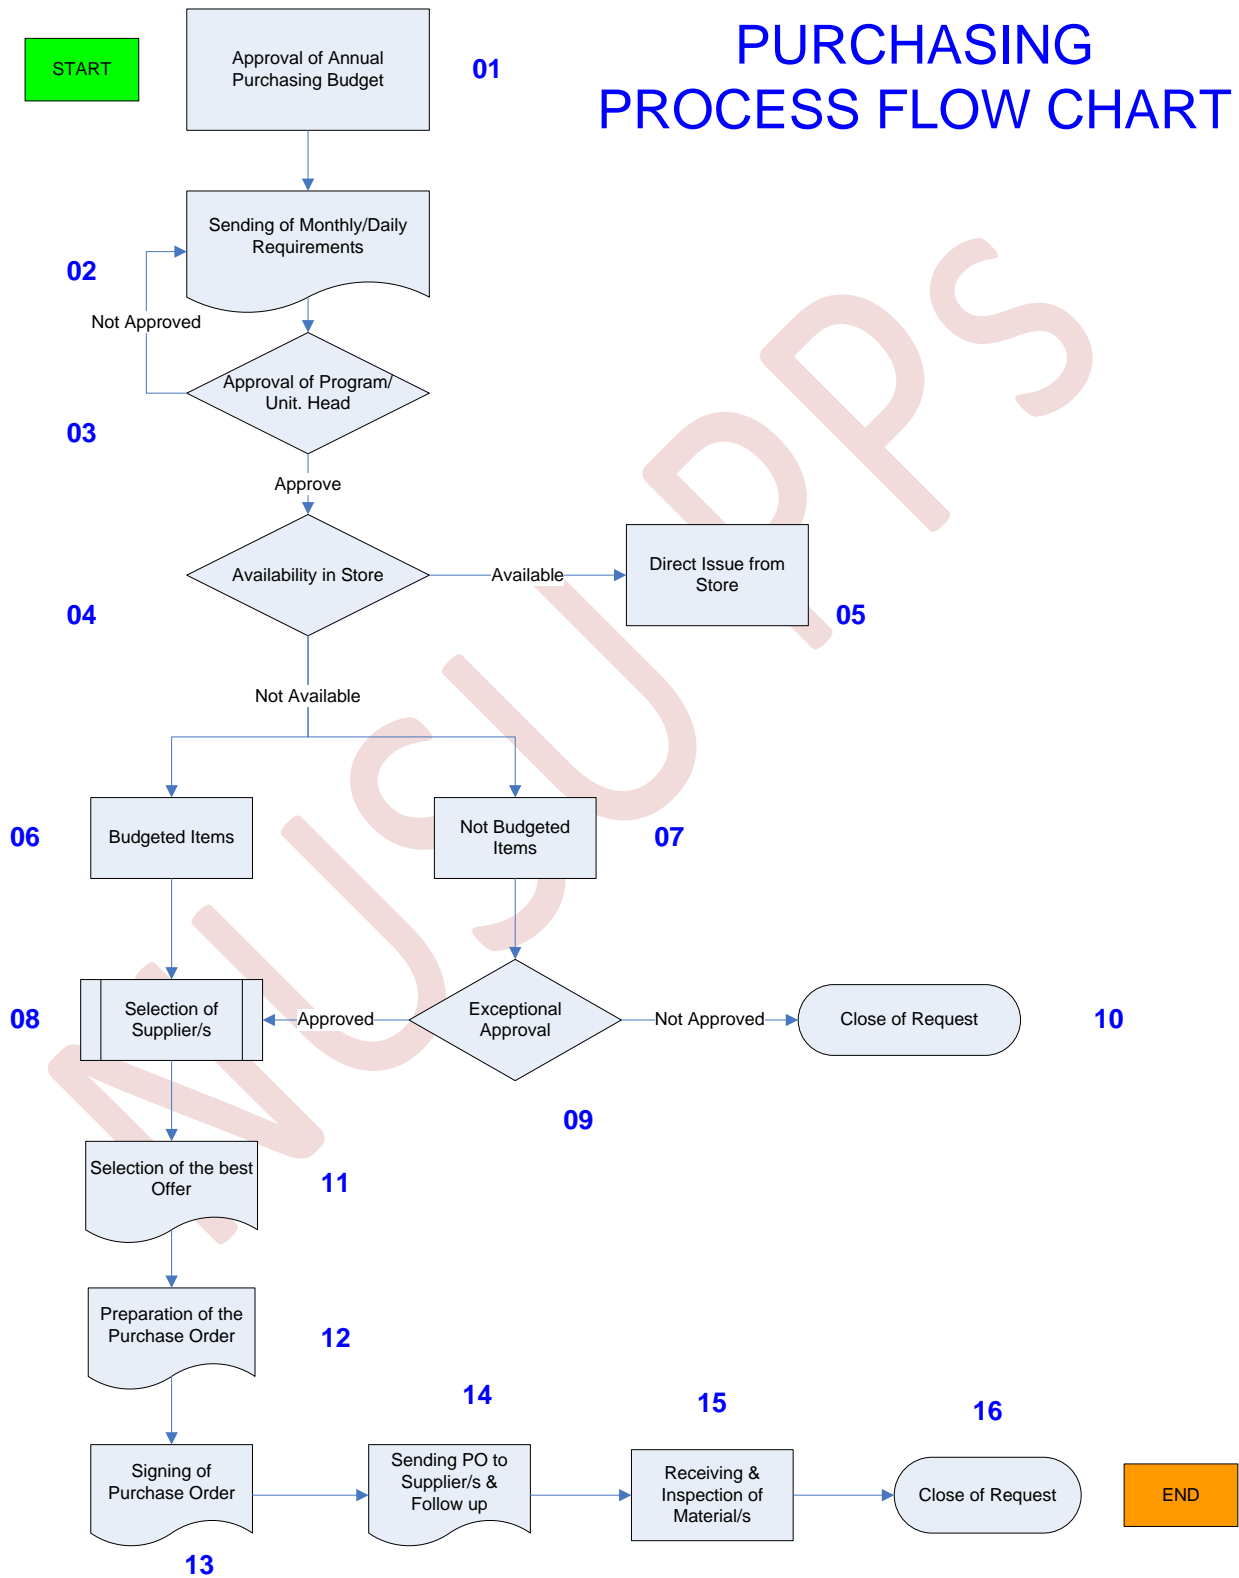 PURCHASING
PROCESS FLOW CHART
START
Approval of Annual
Purchasing Budget
01
Sending of Monthly/Daily
Requirements
02
Not Approved
Approval of Program/
Unit. Head
03
Approve
Availability in Store
Available
Direct Issue from
Store
04
05
Not Available
Budgeted Items
06
Not Budgeted
Items
07
Selection of
Supplier/s
08
Approved
Exceptional
Approval
Not Approved
Close of Request
10
09
Selection of the best
Offer
11
Preparation of the
Purchase Order
12
Signing of
Purchase Order
13
14
Sending PO to
Supplier/s &
Follow up
15
Receiving &
Inspection of
Material/s
16
Close of Request
END
NUSUPPS